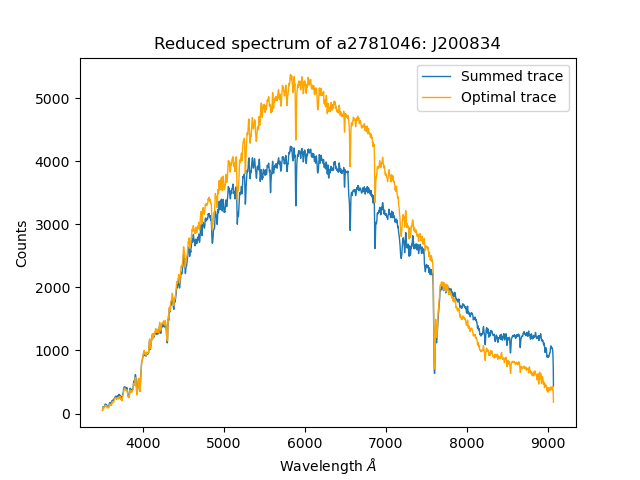 Reduced spectrum of a2781046: J200834
Summed trace
Optimal trace
Counts
5000
4000
3000
2000
1000
0
4000 5000 6000 7000 8000 9000
Wavelength Å